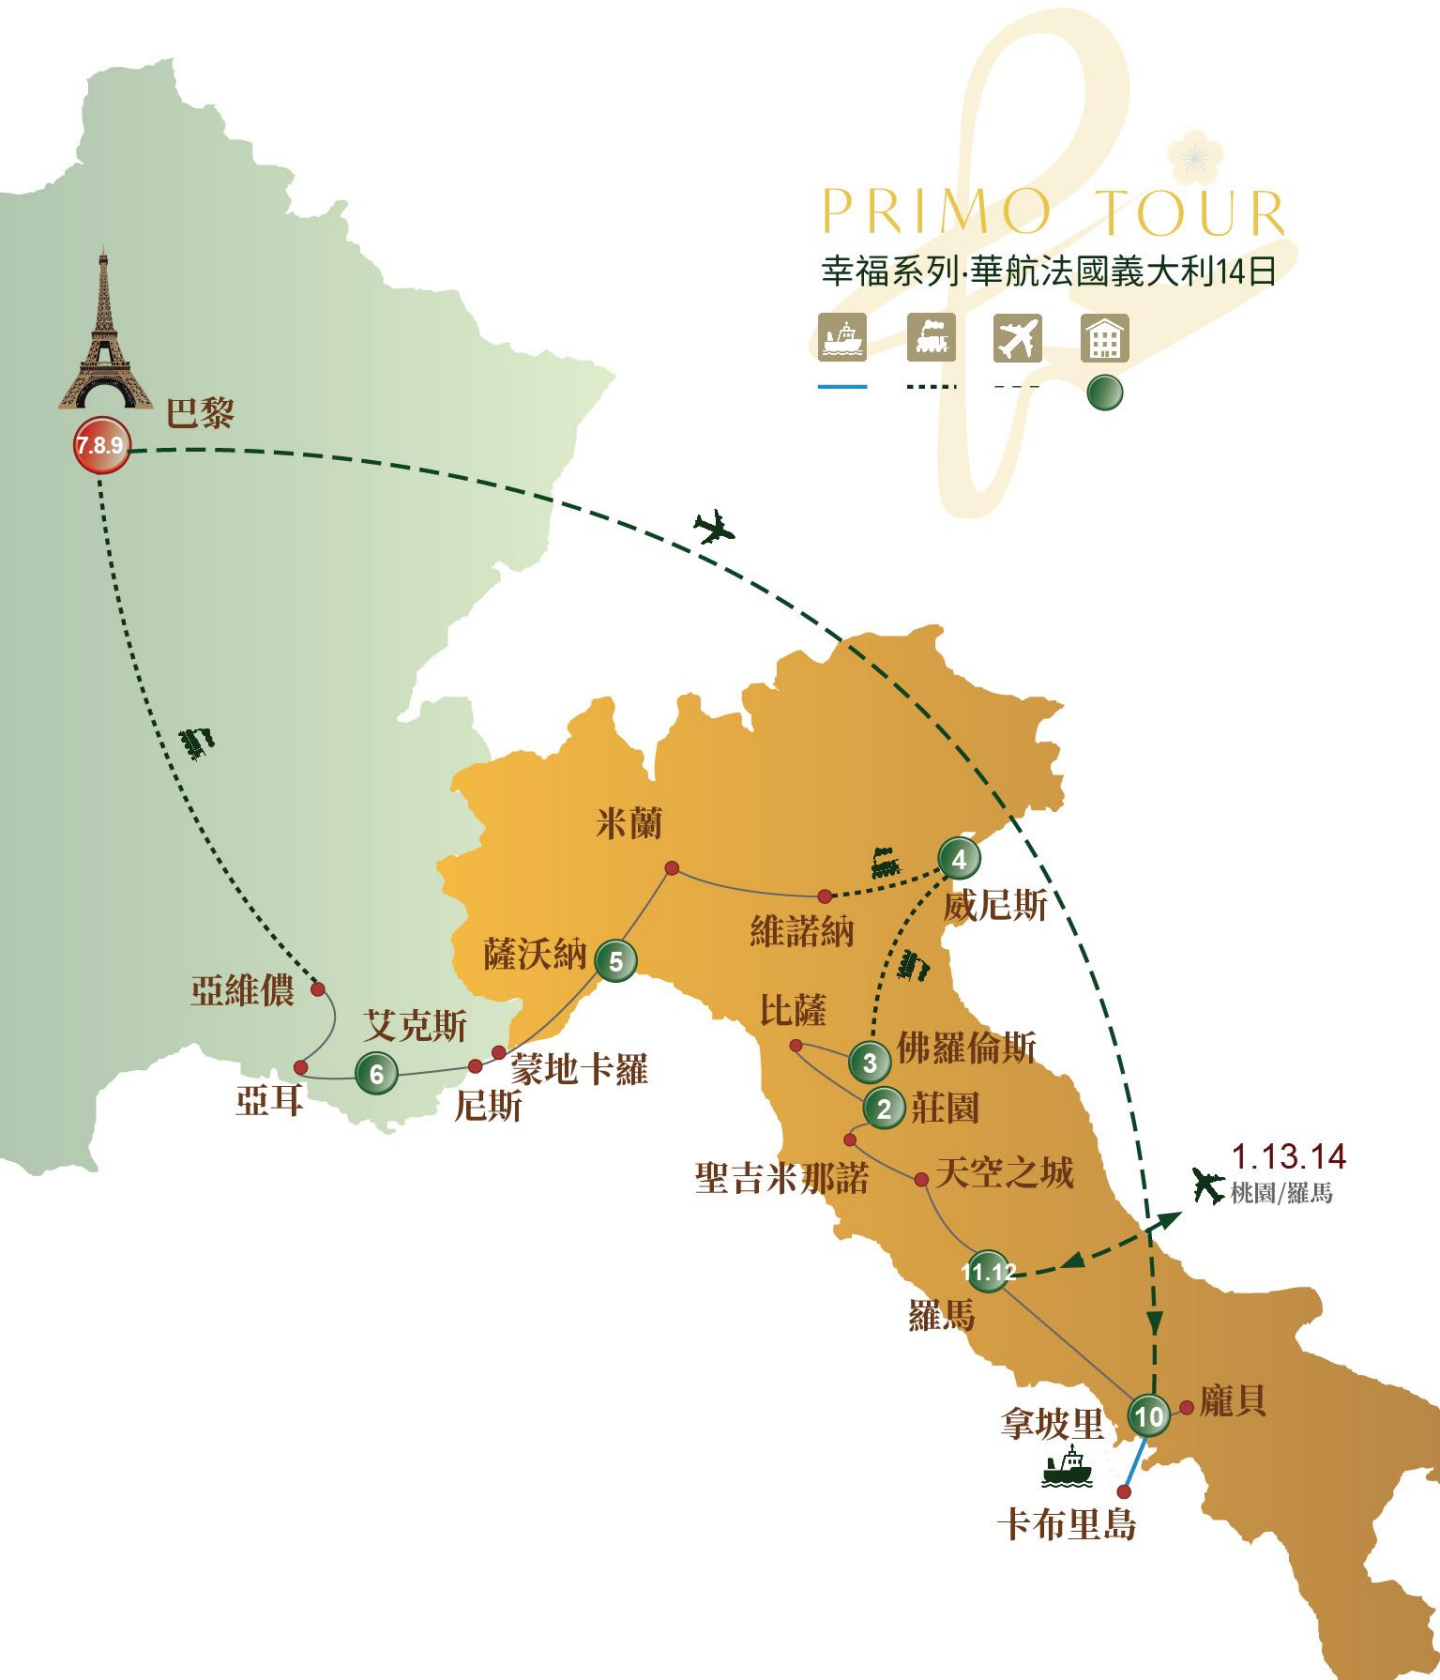 PRIMO TOUR
幸福系列·華航法國義大利14日
巴黎
7.8.9
米蘭
4
威尼斯
維諾納
薩沃納
5
亞維儂
艾克斯
比薩
佛羅倫斯
3
蒙地卡羅
6
尼斯
亞耳
2
莊園
聖吉米那諾
天空之城
1.13.14
桃園/羅馬
11.12
羅馬
拿坡里
10
龐貝
卡布里島